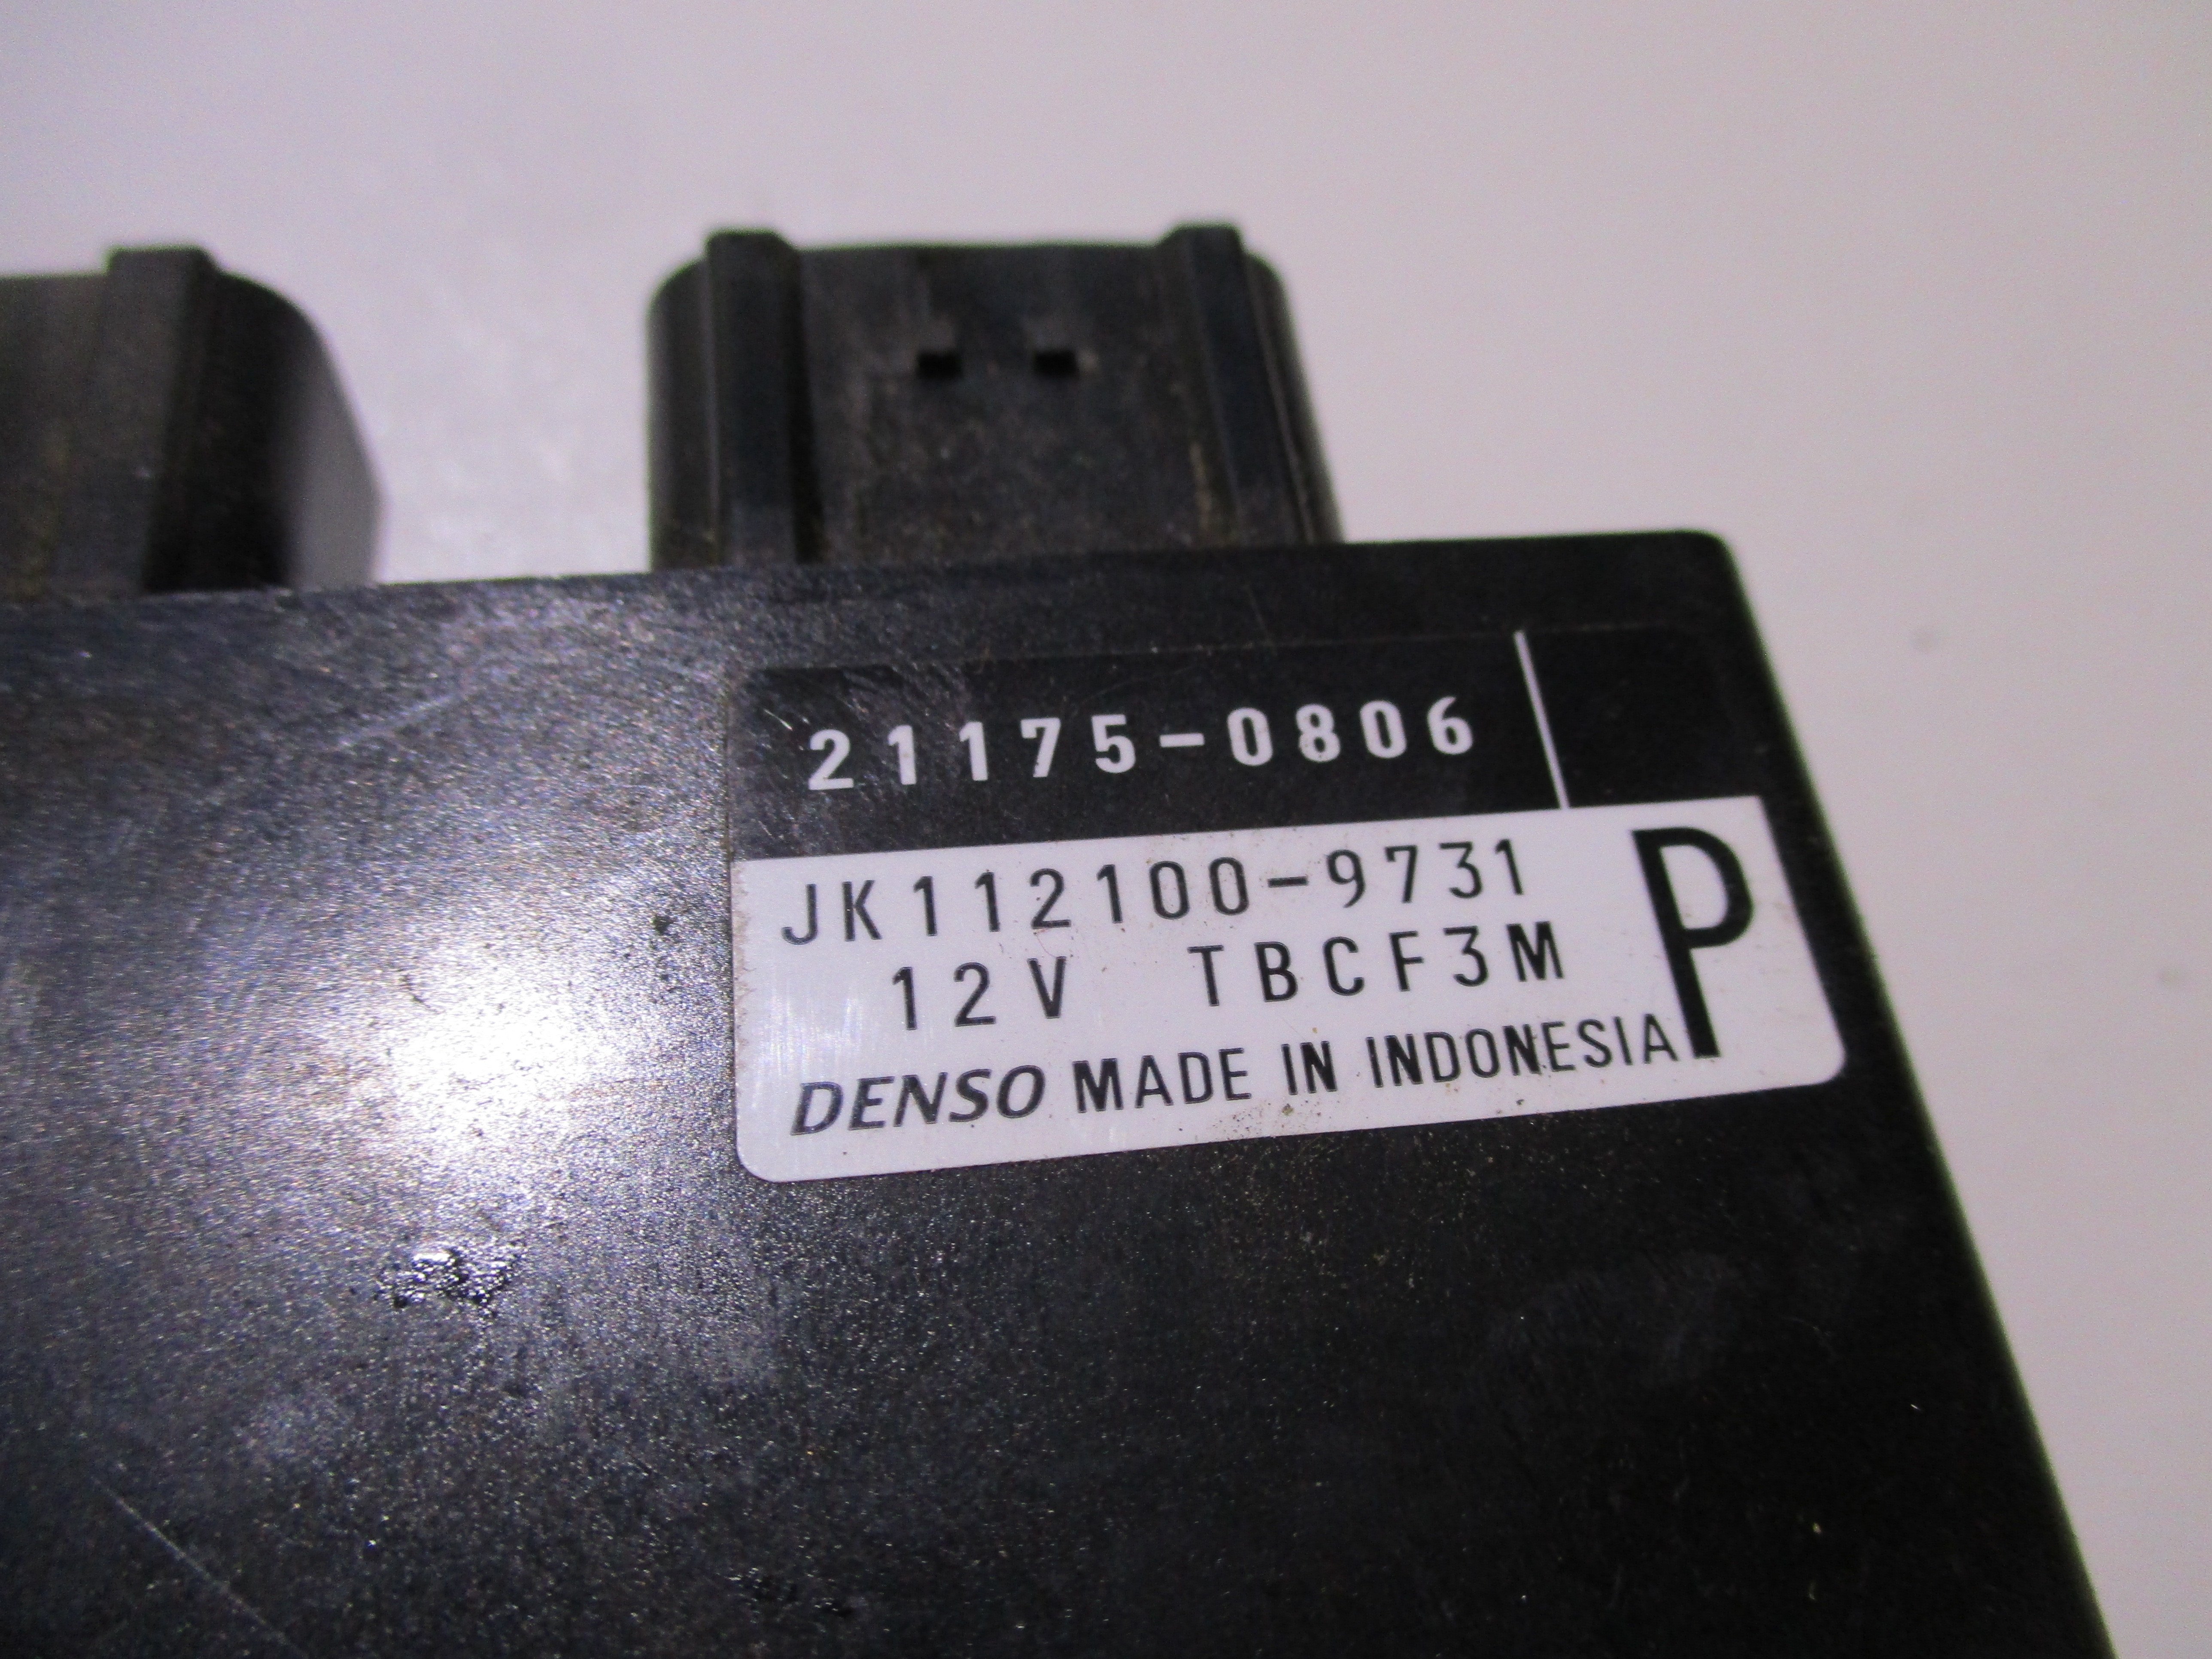 21175-0806
JK112100-9731
12V TBCF3M
P
DENSO MADE IN INDONESIA